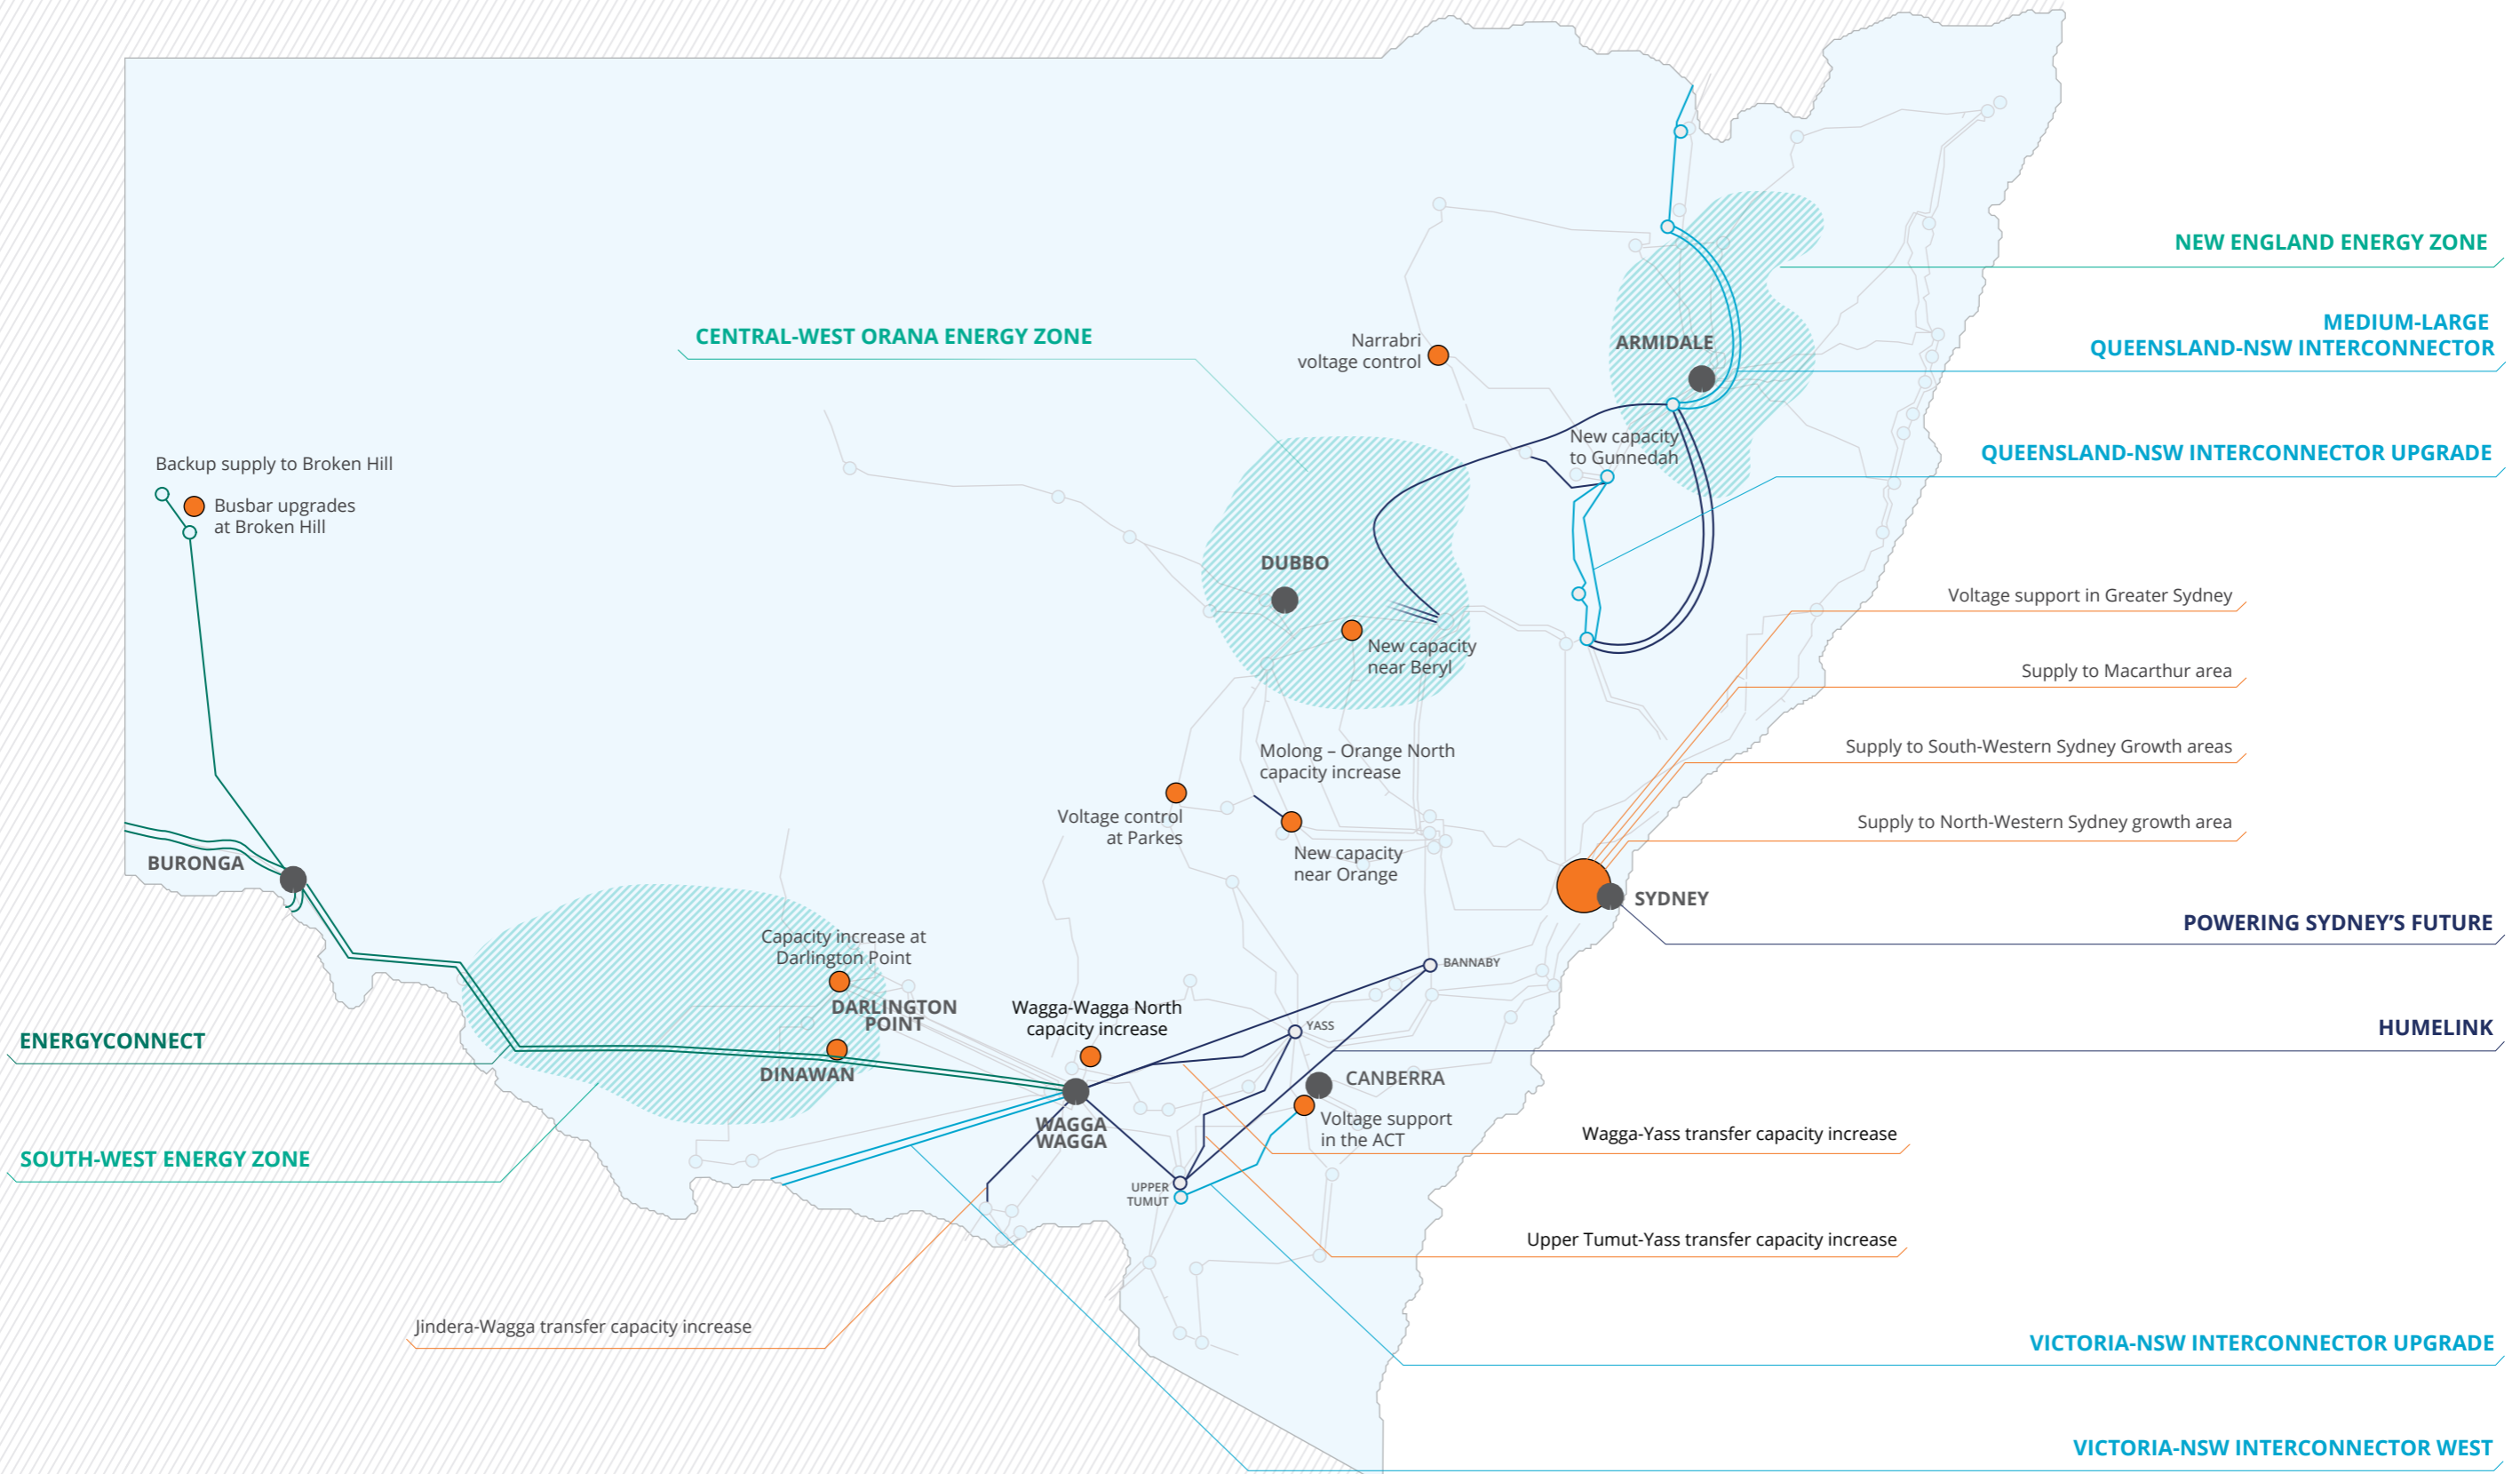 NEW ENGLAND ENERGY ZONE
MEDIUM-LARGE
QUEENSLAND-NSW INTERCONNECTOR
CENTRAL-WEST ORANA ENERGY ZONE
Narrabri
voltage control
ARMIDALE
New capacity
to Gunnedah
QUEENSLAND-NSW INTERCONNECTOR UPGRADE
Backup supply to Broken Hill
Busbar upgrades
at Broken Hill
DUBBO
New capacity
near Beryl
Voltage support in Greater Sydney
Supply to Macarthur area
Supply to South-Western Sydney Growth areas
Supply to North-Western Sydney growth area
Molong – Orange North
capacity increase
Voltage control
at Parkes
New capacity
near Orange
BURONGA
SYDNEY
POWERING SYDNEY’S FUTURE
Capacity increase at
Darlington Point
DARLINGTON
POINT
BANNABY
Wagga-Wagga North
capacity increase
YASS
HUMELINK
ENERGYCONNECT
DINAWAN
CANBERRA
Voltage support
in the ACT
WAGGA
WAGGA
Wagga-Yass transfer capacity increase
SOUTH-WEST ENERGY ZONE
UPPER
TUMUT
Upper Tumut-Yass transfer capacity increase
Jindera-Wagga transfer capacity increase
VICTORIA-NSW INTERCONNECTOR UPGRADE
VICTORIA-NSW INTERCONNECTOR WEST